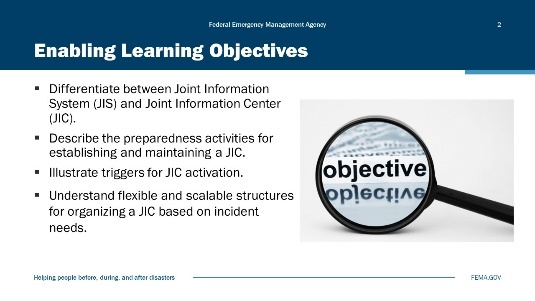 Federal Emergency Management Agency
2
Enabling Learning Objectives
▪ Differentiate between Joint Information
System (JIS) and Joint Information Center
(JIC).
▪ Describe the preparedness activities for
establishing and maintaining a JIC.
▪ Illustrate triggers for JIC activation.
▪ Understand flexible and scalable structures
for organizing a JIC based on incident
needs.
objective
objective
Helping people before, during, and after disasters
FEMA.GOV